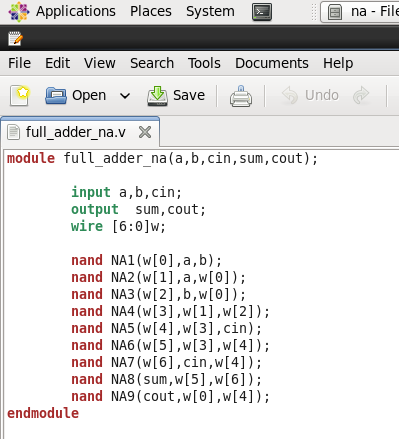 Applications Places System na - File
File Edit View Search Tools Documents Help
Open Save Undo
full_adder_na.v
module full_adder_na(a,b,cin,sum,cout);
input a,b,cin;
output sum,cout;
wire [6:0]w;
nand NA1(w[0],a,b);
nand NA2(w[1],a,w[0]);
nand NA3(w[2],b,w[0]);
nand NA4(w[3],w[1],w[2]);
nand NA5(w[4],w[3],cin);
nand NA6(w[5],w[3],w[4]);
nand NA7(w[6],cin,w[4]);
nand NA8(sum,w[5],w[6]);
nand NA9(cout,w[0],w[4]);
endmodule